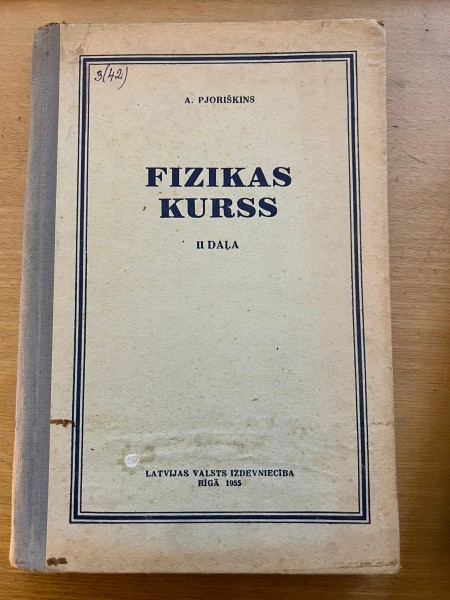 3(42)
A. PJORIŠKINS
FIZIKAS
KURSS
II DAĻA
LATVIJAS VALSTS IZDEVNIECĪBA
RĪGĀ 1955